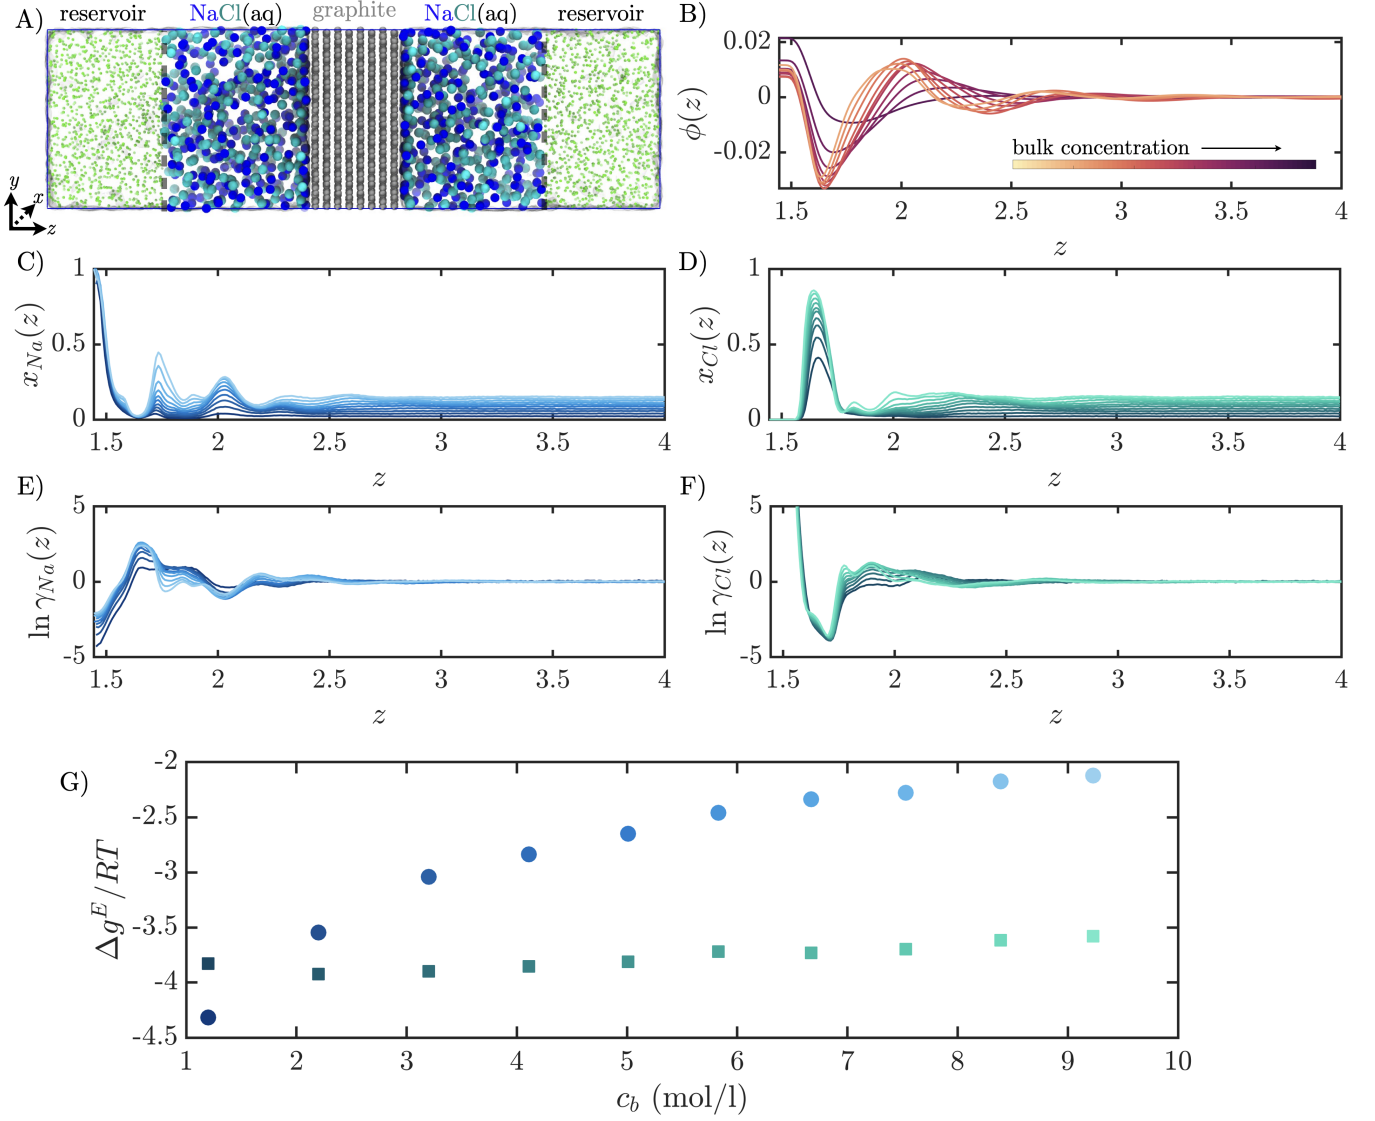 A)
reservoir NaCl(aq) graphite NaCl(aq) reservoir
y
x
z
B)
ϕ(z)
0.02
0
-0.02
bulk concentration
1.5 2 2.5 3 3.5 4
z
C)
x_Na(z)
1
0.5
0
1.5 2 2.5 3 3.5 4
z
D)
x_Cl(z)
1
0.5
0
1.5 2 2.5 3 3.5 4
z
E)
ln γ_Na(z)
5
0
-5
1.5 2 2.5 3 3.5 4
z
F)
ln γ_Cl(z)
5
0
-5
1.5 2 2.5 3 3.5 4
z
G)
Δg^E/RT
-2
-2.5
-3
-3.5
-4
-4.5
1 2 3 4 5 6 7 8 9 10
c_b (mol/l)